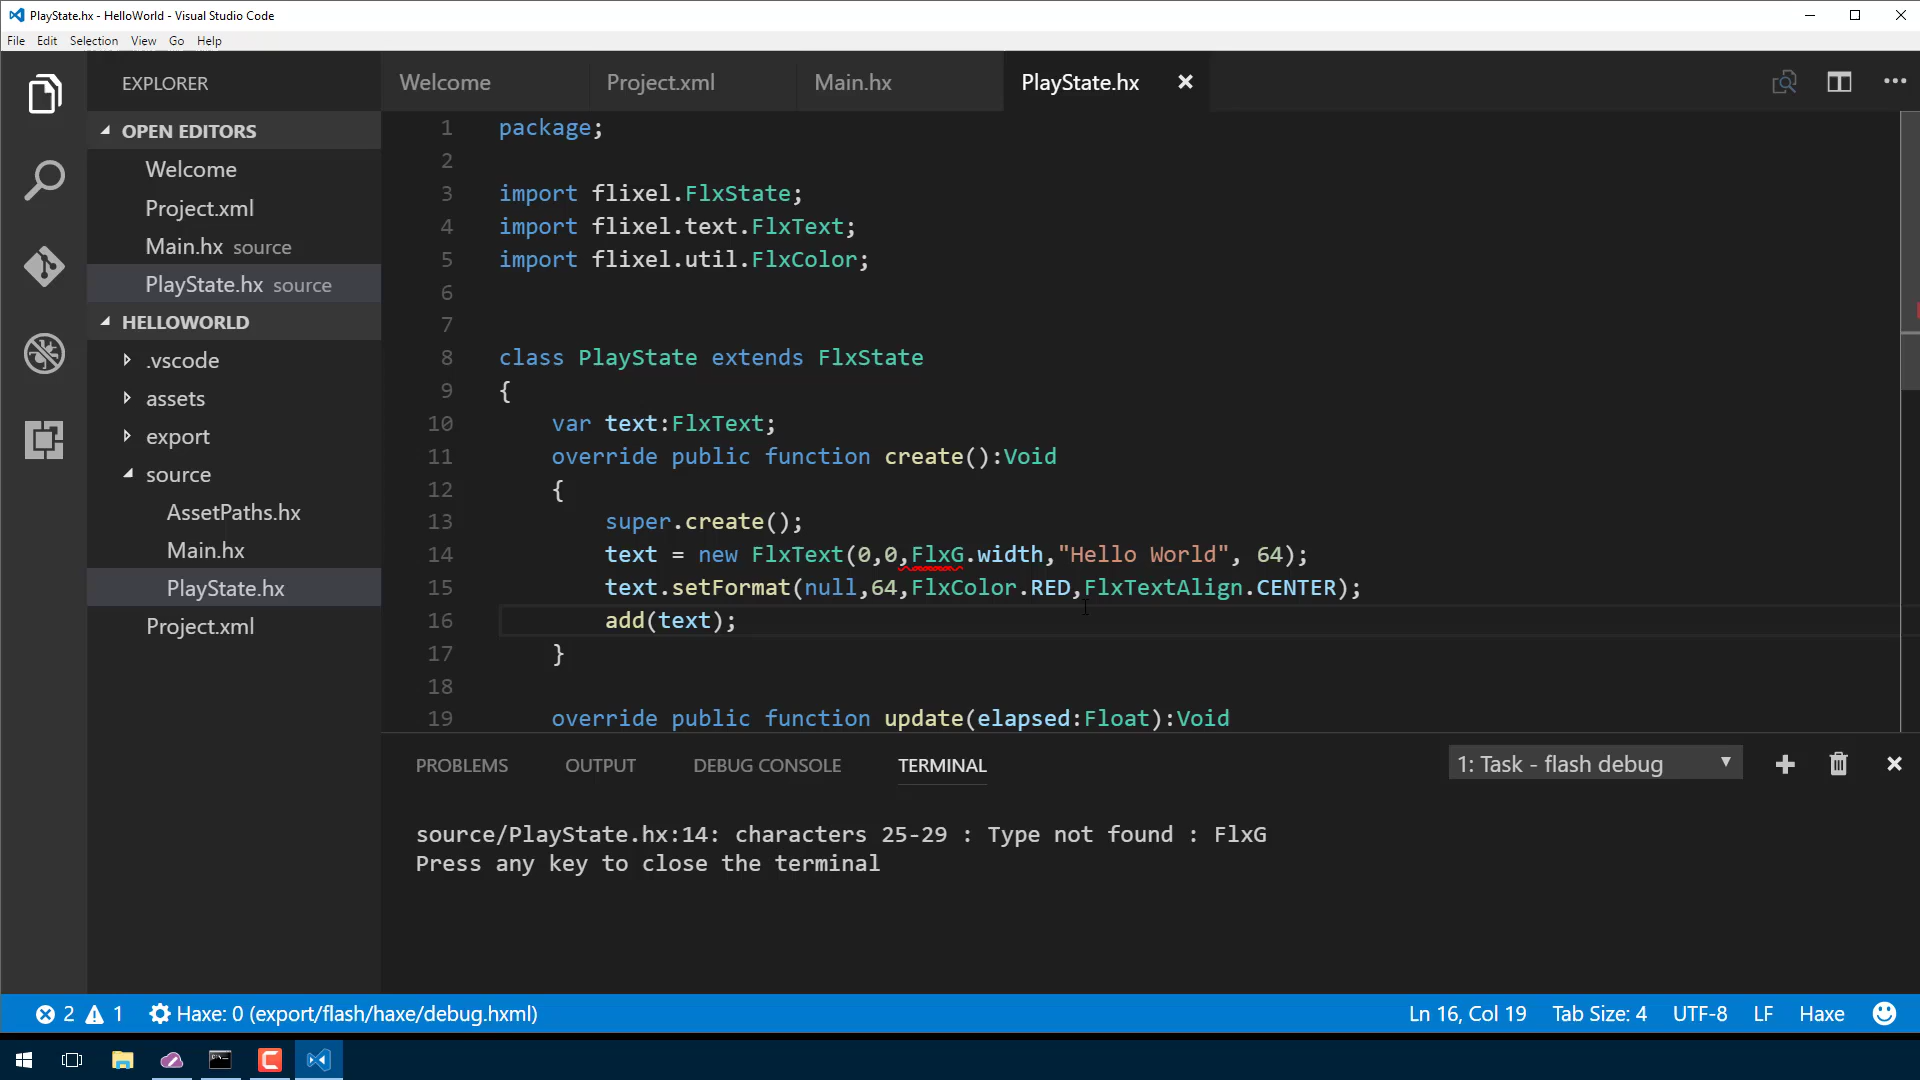 PlayState.hx - HelloWorld - Visual Studio Code
File Edit Selection View Go Help
EXPLORER
OPEN EDITORS
Welcome
Project.xml
Main.hx source
PlayState.hx source
HELLOWORLD
.vscode
assets
export
source
AssetPaths.hx
Main.hx
PlayState.hx
Project.xml
Welcome Project.xml Main.hx PlayState.hx
1 package;
2
3 import flixel.FlxState;
4 import flixel.text.FlxText;
5 import flixel.util.FlxColor;
6
7
8 class PlayState extends FlxState
9 {
10 var text:FlxText;
11 override public function create():Void
12 {
13 super.create();
14 text = new FlxText(0,0,FlxG.width,"Hello World", 64);
15 text.setFormat(null,64,FlxColor.RED,FlxTextAlign.CENTER);
16 add(text);
17 }
18
19 override public function update(elapsed:Float):Void
PROBLEMS OUTPUT DEBUG CONSOLE TERMINAL 1: Task - flash debug
source/PlayState.hx:14: characters 25-29 : Type not found : FlxG
Press any key to close the terminal
2 1 Haxe: 0 (export/flash/haxe/debug.hxml) Ln 16, Col 19 Tab Size: 4 UTF-8 LF Haxe